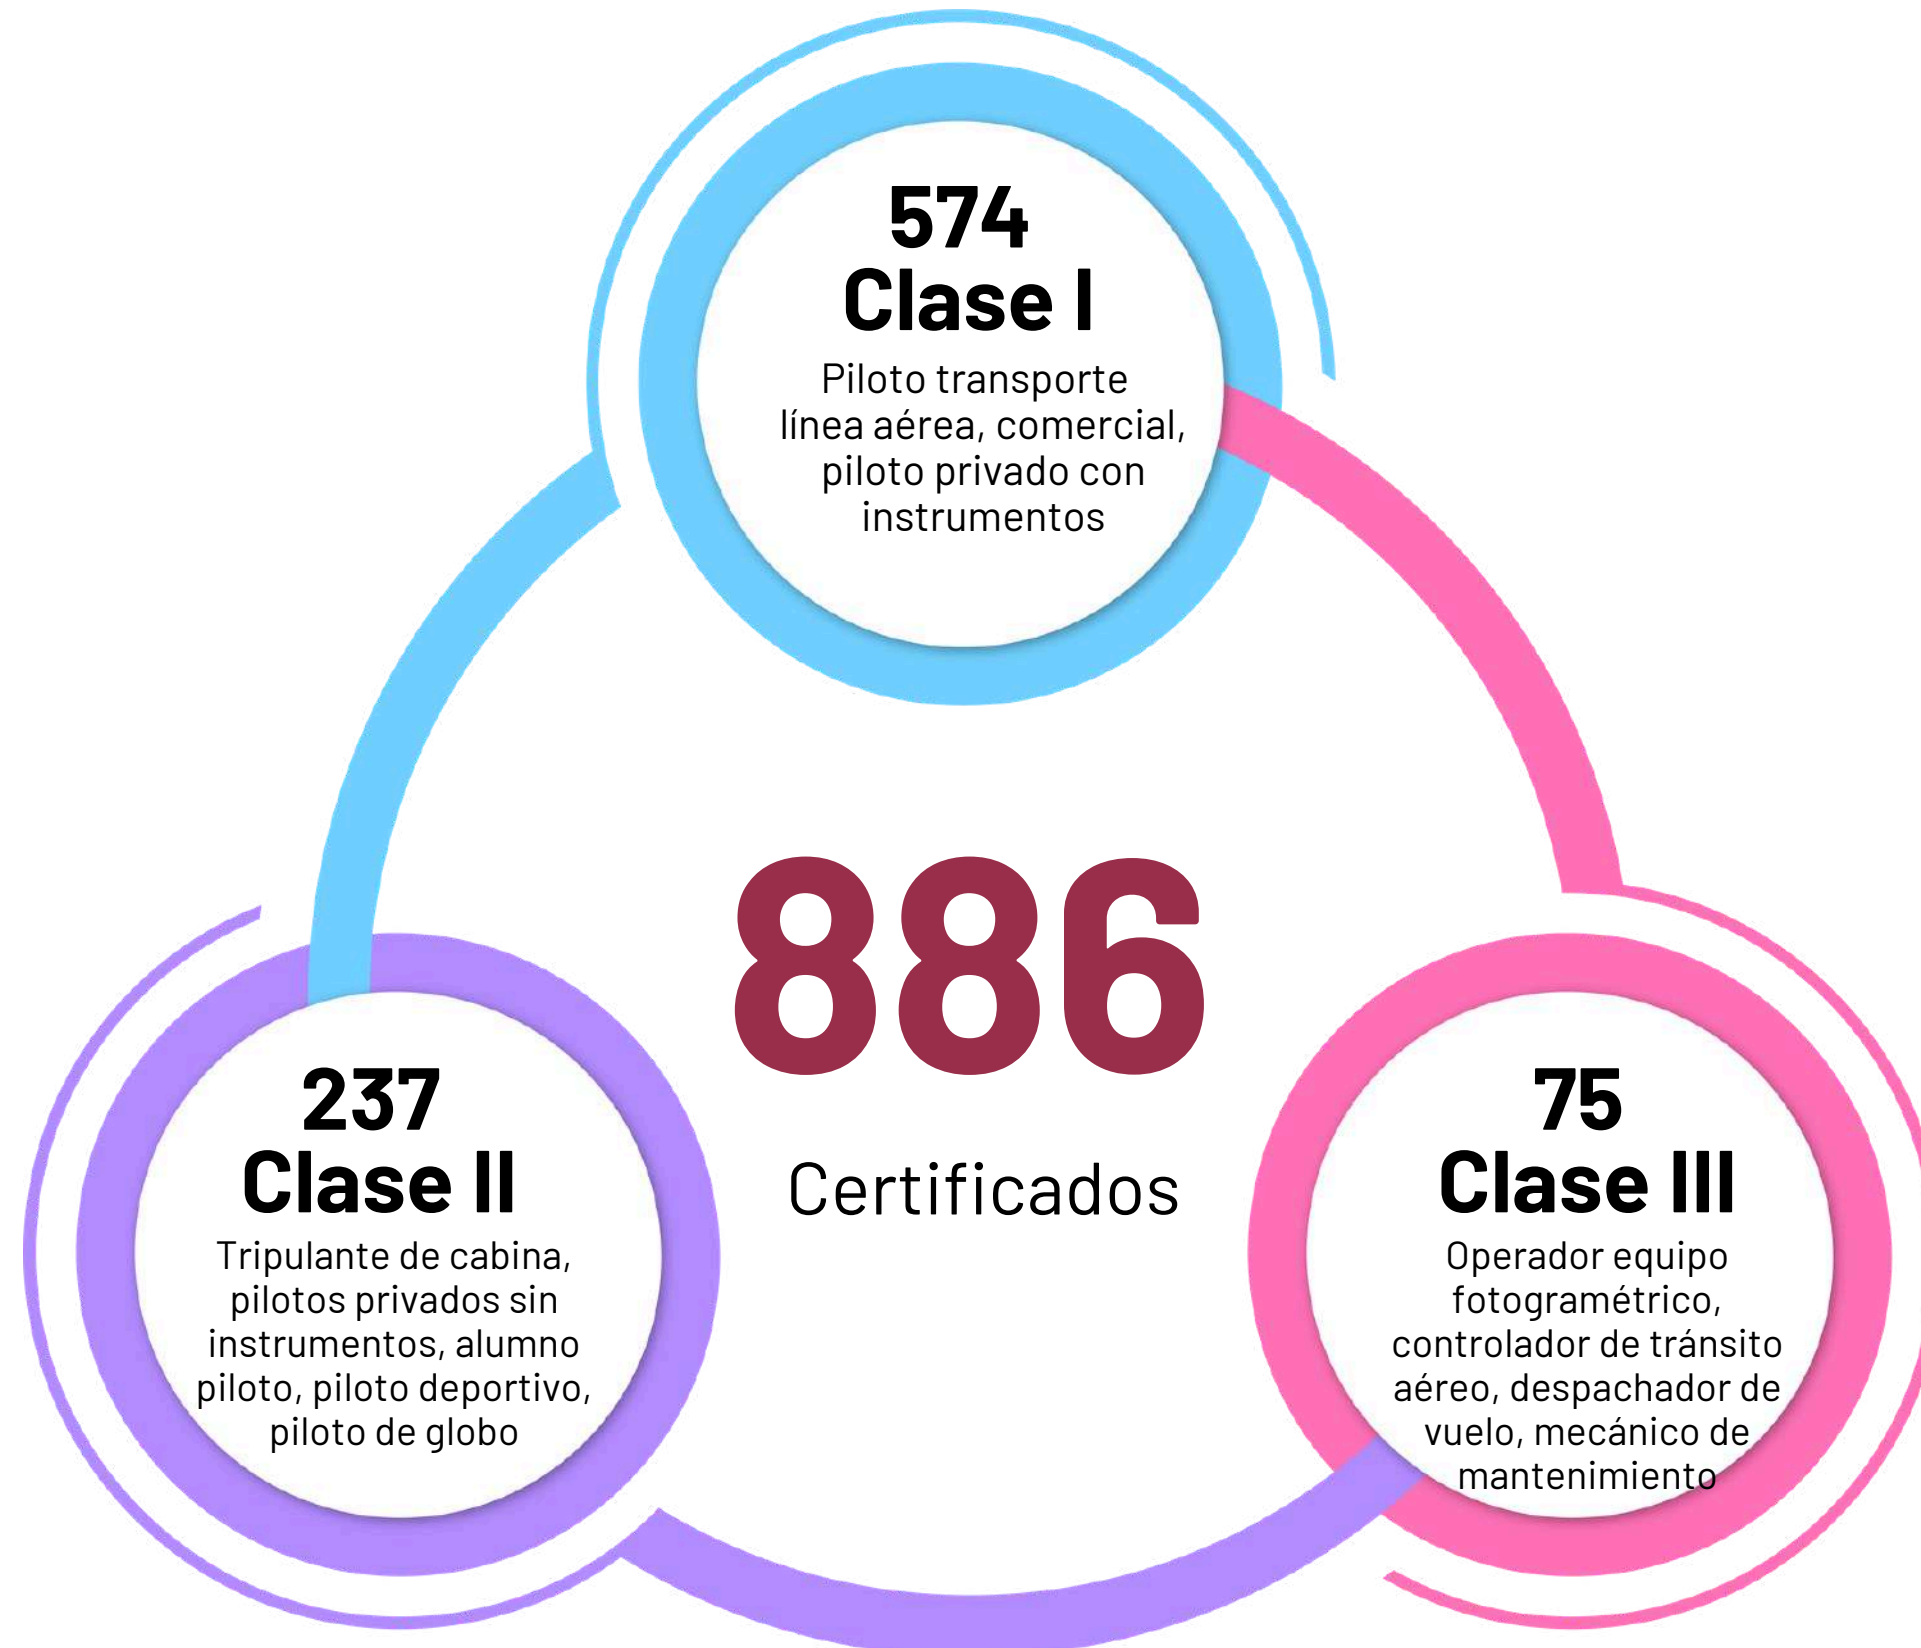 574
Clase I
Piloto transporte
línea aérea, comercial,
piloto privado con
instrumentos
886
Certificados
237
Clase II
Tripulante de cabina,
pilotos privados sin
instrumentos, alumno
piloto, piloto deportivo,
piloto de globo
75
Clase III
Operador equipo
fotogramétrico,
controlador de tránsito
aéreo, despachador de
vuelo, mecánico de
mantenimiento